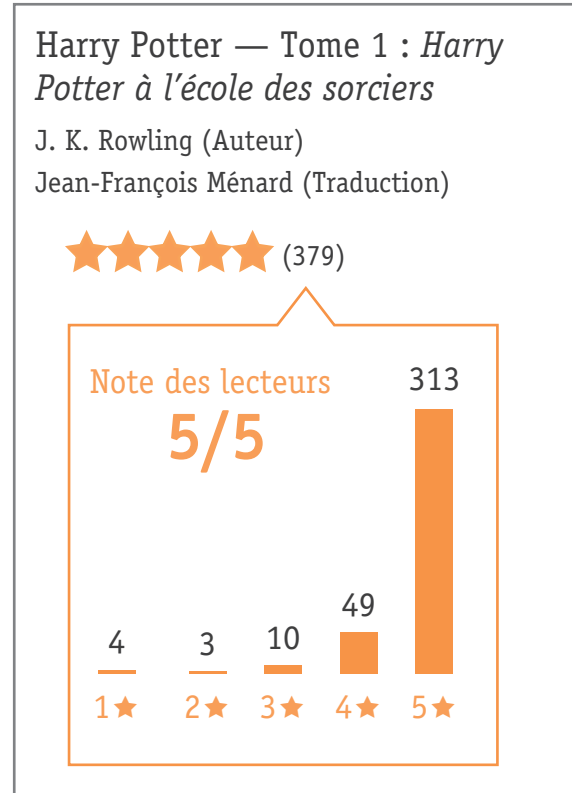 Harry Potter — Tome 1 : Harry
Potter à l’école des sorciers
J. K. Rowling (Auteur)
Jean-François Ménard (Traduction)
(379)
Note des lecteurs
5/5
313
49
10
3
4
1★ 2★ 3★ 4★ 5★